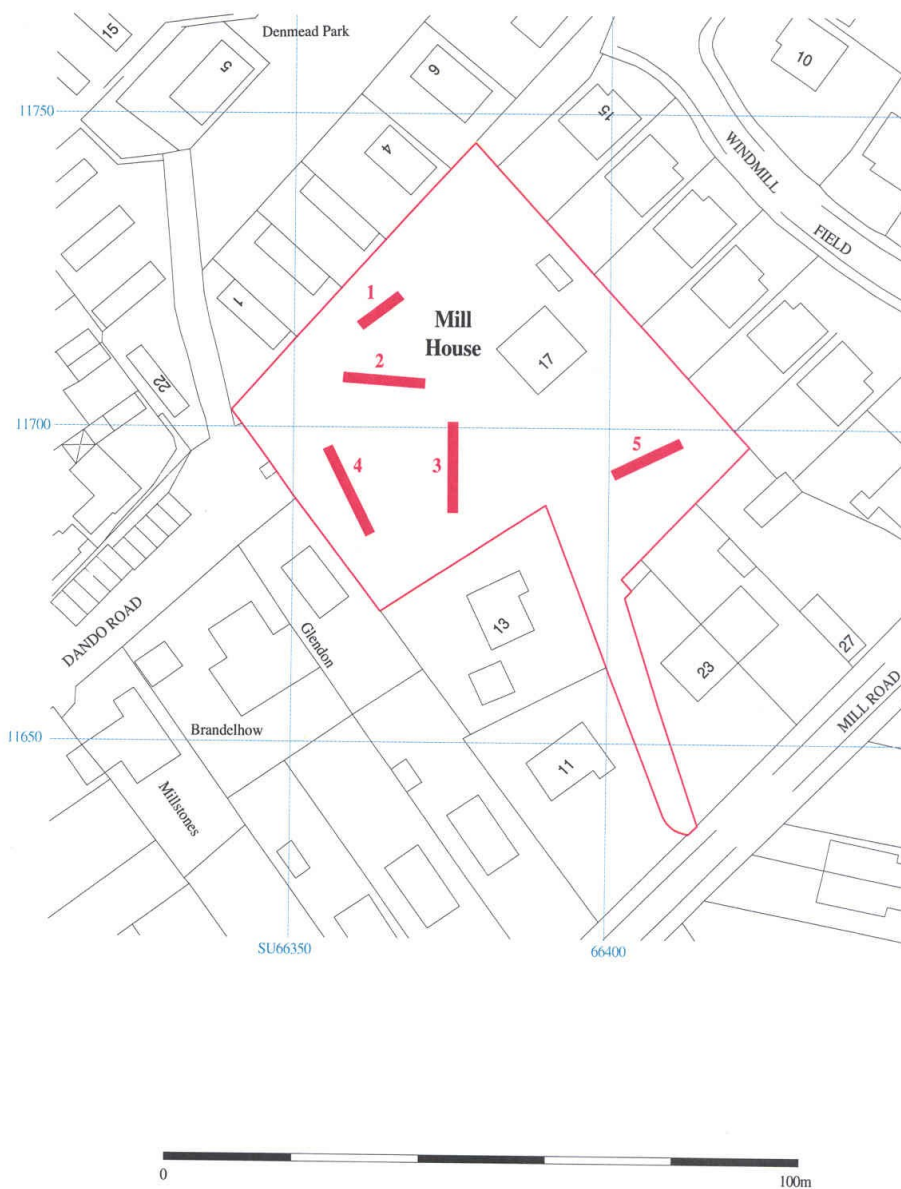 15
Denmead Park
5
6
10
11750
15
4
WINDMILL
FIELD
1
1
Mill
House
17
2
22
11700
5
4
3
DANDO ROAD
Glendon
13
23
27
MILL ROAD
Brandelhow
11650
11
Millstones
SU66350
66400
0
100m